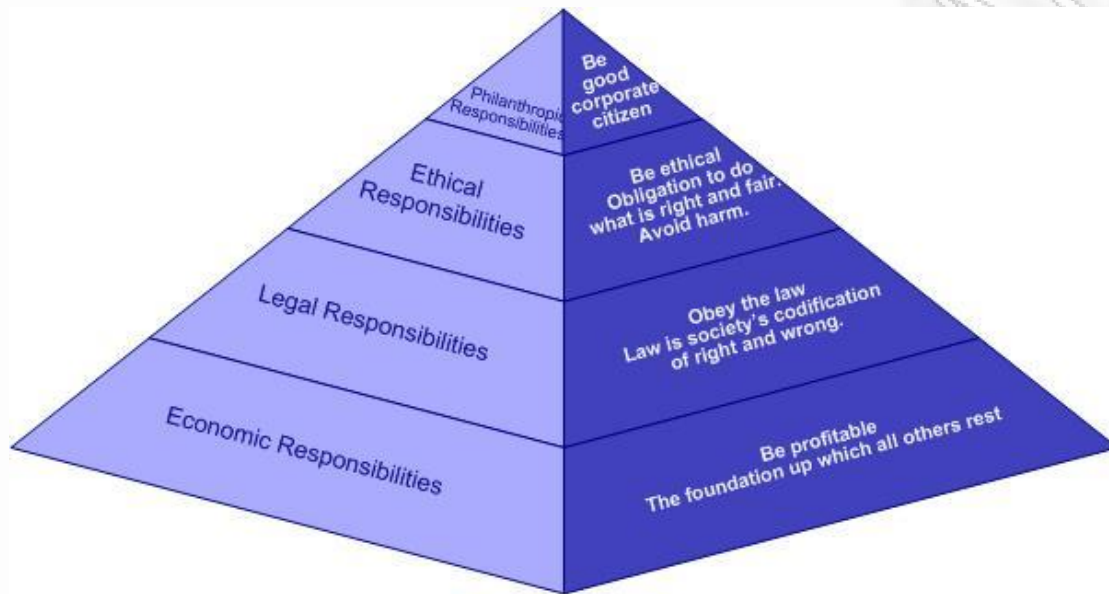 Philanthropic
Responsibilities
Be
good
corporate
citizen
Ethical
Responsibilities
Be ethical
Obligation to do
what is right and fair.
Avoid harm.
Legal Responsibilities
Obey the law
Law is society's codification
of right and wrong.
Economic Responsibilities
Be profitable
The foundation up which all others rest